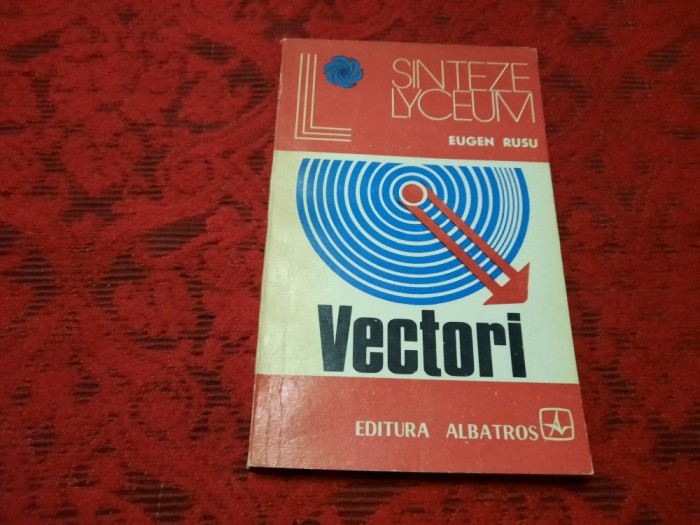 SINTEZE
LYCEUM
EUGEN RUSU
Vectori
EDITURA ALBATROS